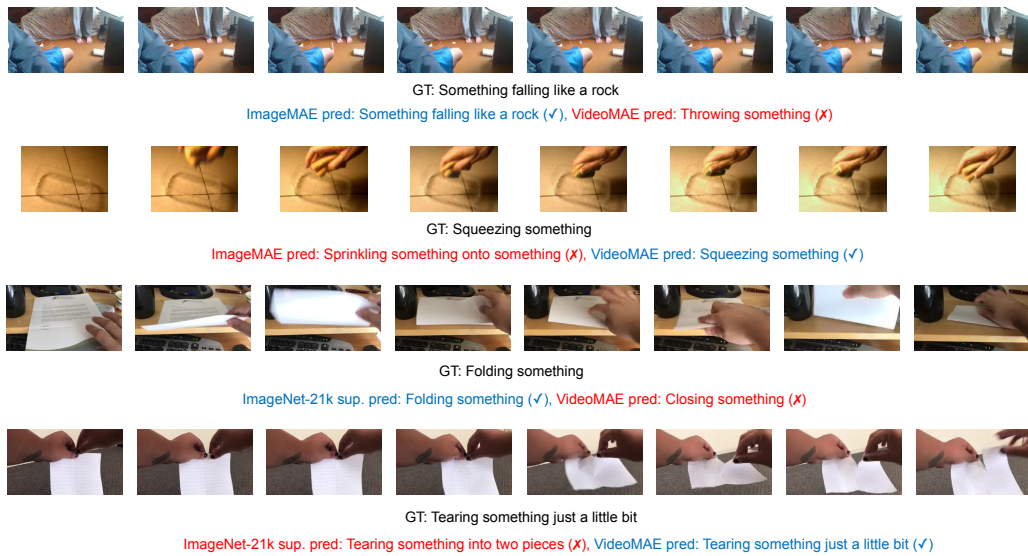 GT: Something falling like a rock
ImageMAE pred: Something falling like a rock (✓), VideoMAE pred: Throwing something (✗)
GT: Squeezing something
ImageMAE pred: Sprinkling something onto something (✗), VideoMAE pred: Squeezing something (✓)
GT: Folding something
ImageNet-21k sup. pred: Folding something (✓), VideoMAE pred: Closing something (✗)
GT: Tearing something just a little bit
ImageNet-21k sup. pred: Tearing something into two pieces (✗), VideoMAE pred: Tearing something just a little bit (✓)